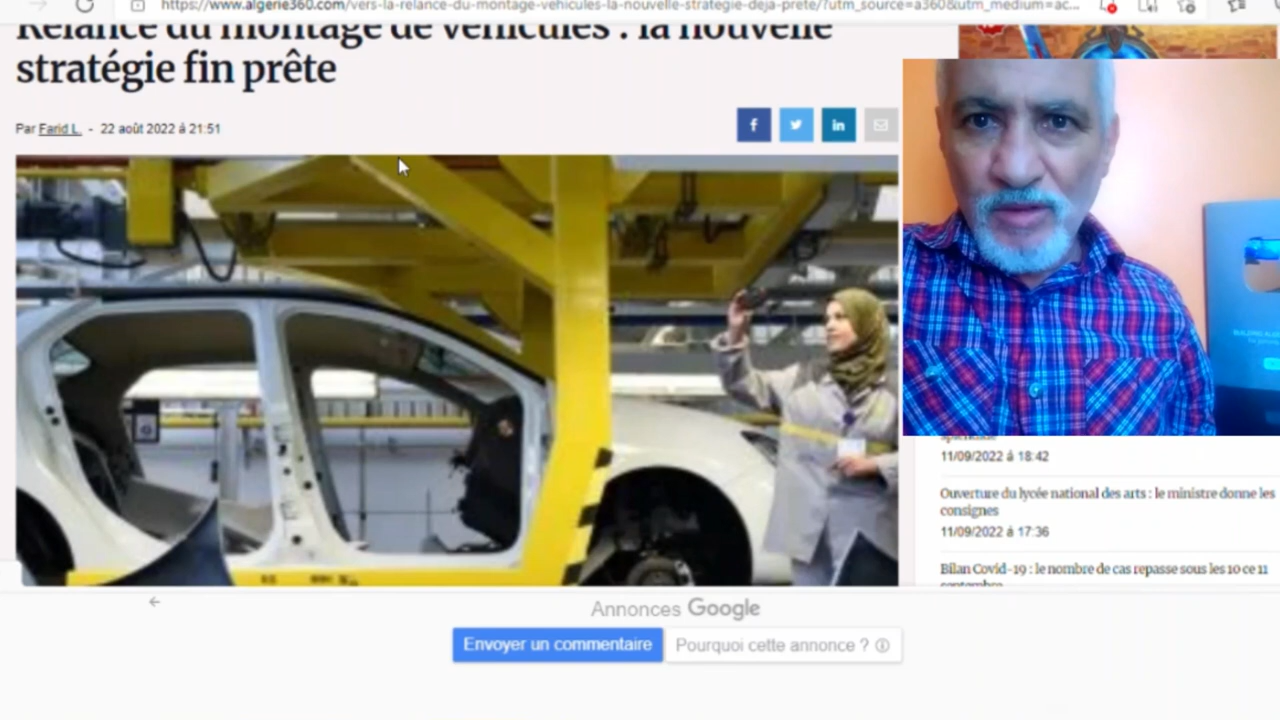 https://www.algerie360.com/vers-la-relance-du-montage-vehicules-la-nouvelle-strategie-deja-prete/?utm_source=a360&utm_medium=ac...
Relance du montage de véhicules : la nouvelle
stratégie fin prête
Par Farid L. - 22 août 2022 à 21:51
splendide
11/09/2022 à 18:42
Ouverture du lycée national des arts : le ministre donne les
consignes
11/09/2022 à 17:36
Bilan Covid-19 : le nombre de cas repasse sous les 10 ce 11
septembre
Annonces Google
Envoyer un commentaire
Pourquoi cette annonce ?